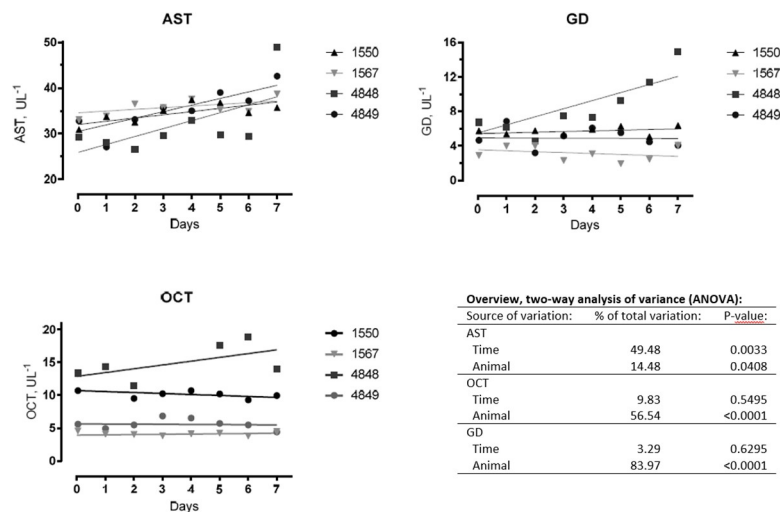 AST
50
40
30
20
AST, UL⁻¹
0 1 2 3 4 5 6 7
Days
1550
1567
4848
4849
GD
16
12
8
4
0
GD, UL⁻¹
0 1 2 3 4 5 6 7
Days
1550
1567
4848
4849
OCT
20
15
10
5
0
OCT, UL⁻¹
0 1 2 3 4 5 6 7
Days
1550
1567
4848
4849
Overview, two-way analysis of variance (ANOVA):
Source of variation: % of total variation: P-value:
AST
Time 49.48 0.0033
Animal 14.48 0.0408
OCT
Time 9.83 0.5495
Animal 56.54 <0.0001
GD
Time 3.29 0.6295
Animal 83.97 <0.0001